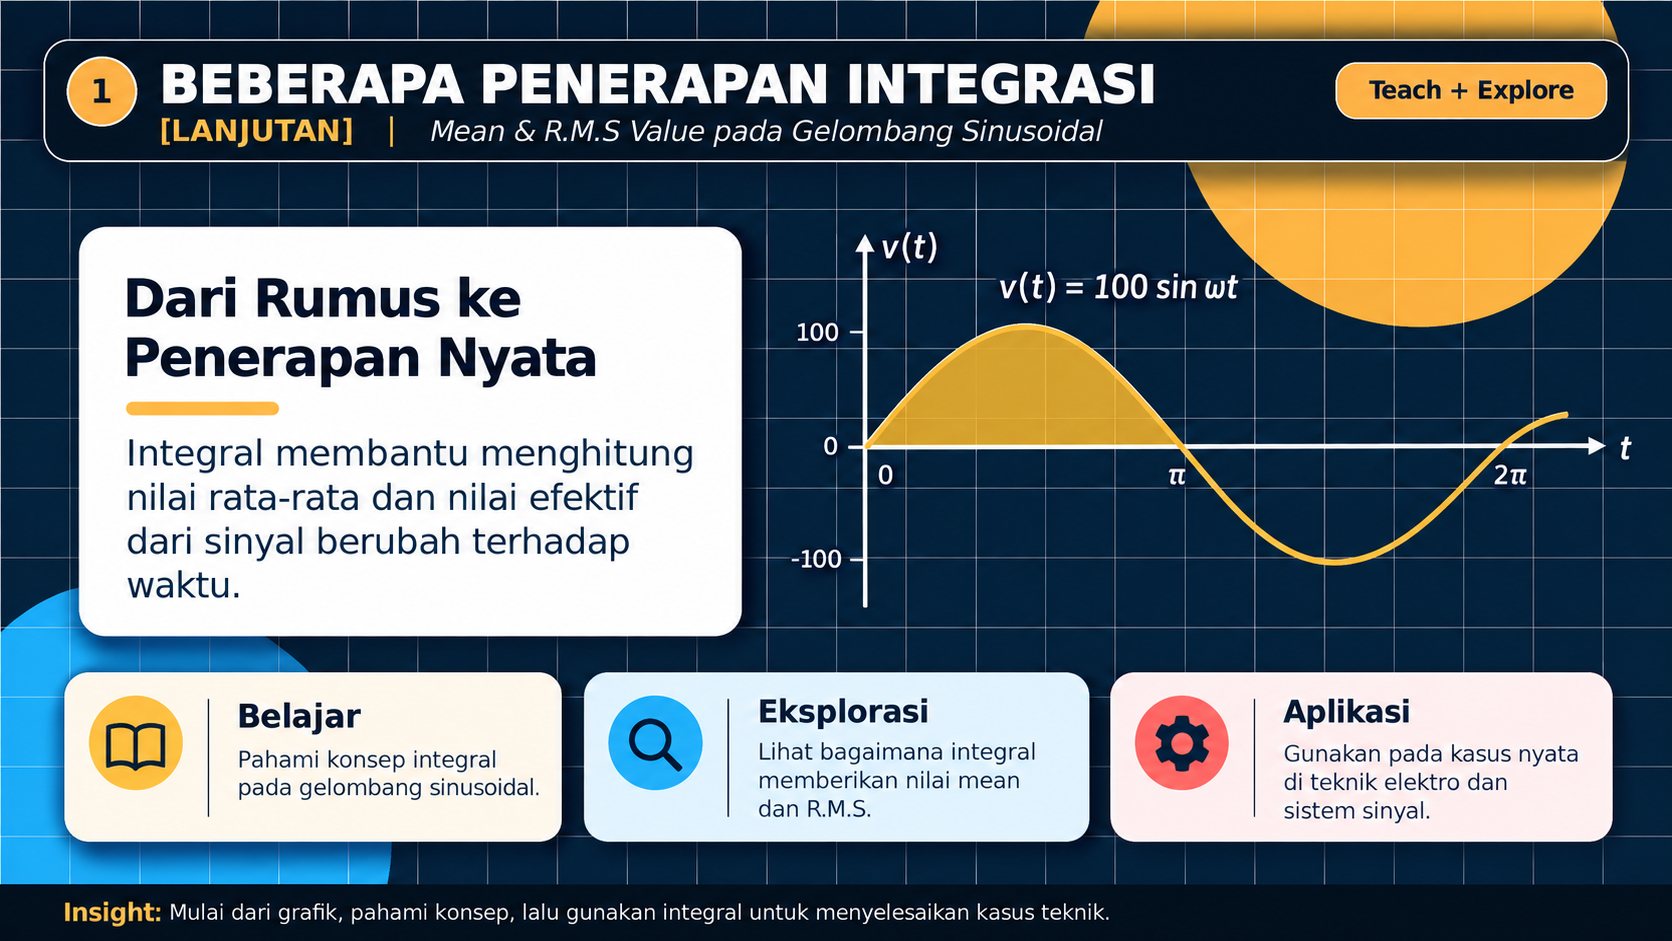 1
BEBERAPA PENERAPAN INTEGRASI
[LANJUTAN] | Mean & R.M.S Value pada Gelombang Sinusoidal
Teach + Explore
Dari Rumus ke
Penerapan Nyata
Integral membantu menghitung
nilai rata-rata dan nilai efektif
dari sinyal berubah terhadap
waktu.
v(t)
v(t) = 100 sin ωt
100
0
-100
0
π
2π
t
Belajar
Pahami konsep integral
pada gelombang sinusoidal.
Eksplorasi
Lihat bagaimana integral
memberikan nilai mean
dan R.M.S.
Aplikasi
Gunakan pada kasus nyata
di teknik elektro dan
sistem sinyal.
Insight: Mulai dari grafik, pahami konsep, lalu gunakan integral untuk menyelesaikan kasus teknik.